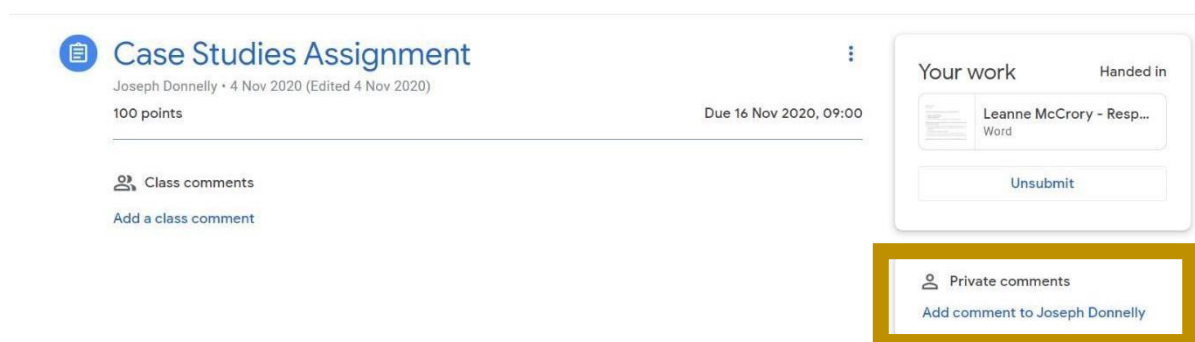 Case Studies Assignment
Joseph Donnelly • 4 Nov 2020 (Edited 4 Nov 2020)
100 points
Due 16 Nov 2020, 09:00
Class comments
Add a class comment
Your work
Handed in
Leanne McCrory - Resp...
Word
Unsubmit
Private comments
Add comment to Joseph Donnelly